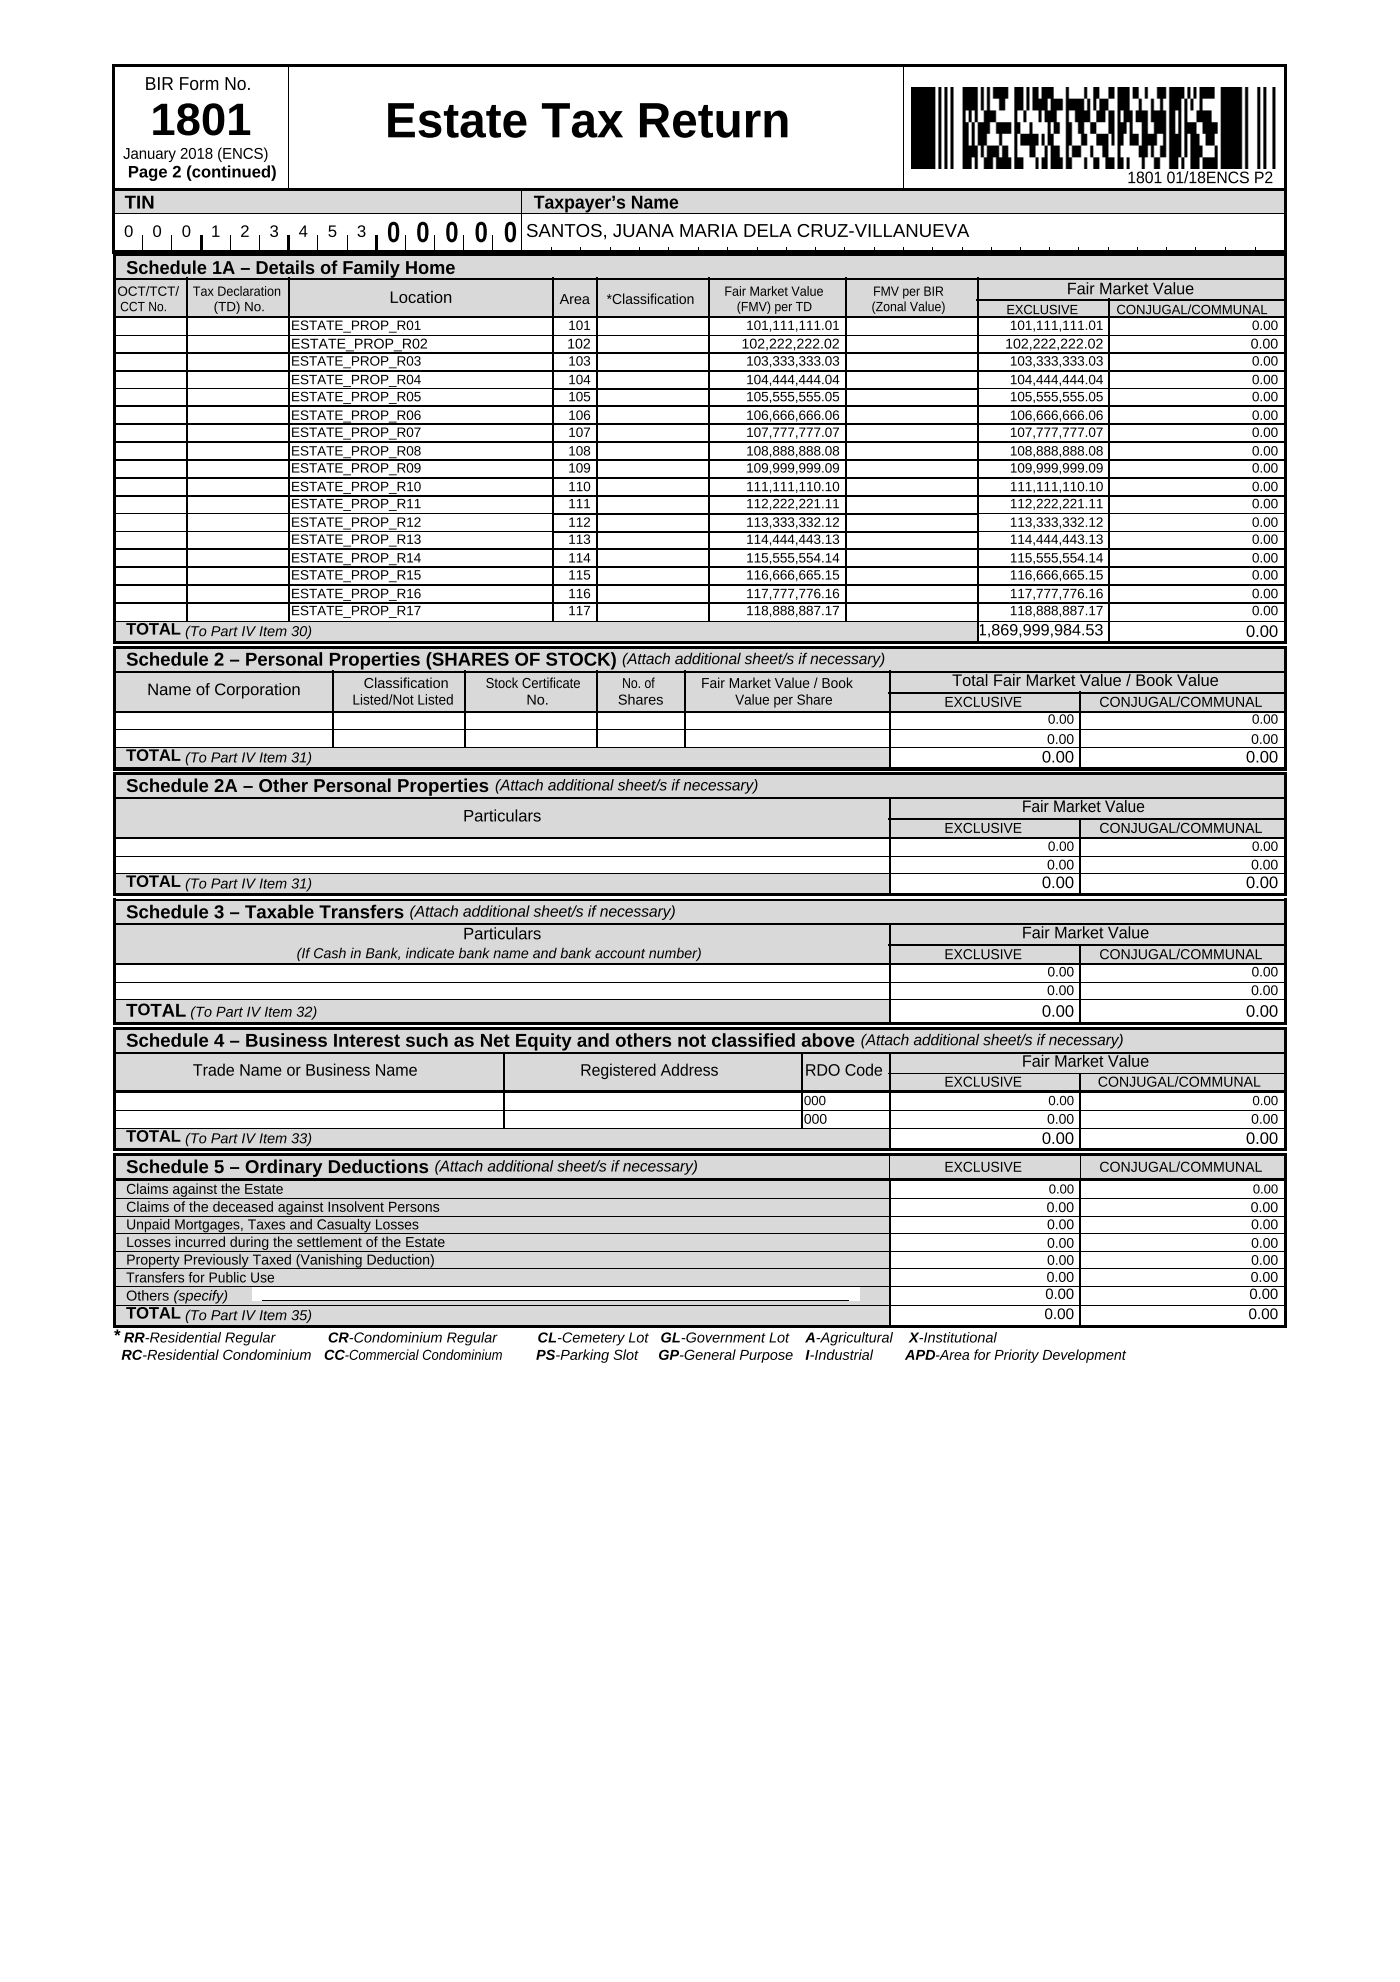 BIR Form No.
1801
January 2018 (ENCS)
Page 2 (continued)
Estate Tax Return
1801 01/18ENCS P2
TIN Taxpayer’s Name
0 0 0 1 2 3 4 5 3 0 0 0 0 0 SANTOS, JUANA MARIA DELA CRUZ-VILLANUEVA
Schedule 1A – Details of Family Home
OCT/TCT/ CCT No. Tax Declaration (TD) No. Location Area *Classification Fair Market Value (FMV) per TD FMV per BIR (Zonal Value) Fair Market Value
EXCLUSIVE CONJUGAL/COMMUNAL
ESTATE_PROP_R01 101 101,111,111.01 101,111,111.01 0.00
ESTATE_PROP_R02 102 102,222,222.02 102,222,222.02 0.00
ESTATE_PROP_R03 103 103,333,333.03 103,333,333.03 0.00
ESTATE_PROP_R04 104 104,444,444.04 104,444,444.04 0.00
ESTATE_PROP_R05 105 105,555,555.05 105,555,555.05 0.00
ESTATE_PROP_R06 106 106,666,666.06 106,666,666.06 0.00
ESTATE_PROP_R07 107 107,777,777.07 107,777,777.07 0.00
ESTATE_PROP_R08 108 108,888,888.08 108,888,888.08 0.00
ESTATE_PROP_R09 109 109,999,999.09 109,999,999.09 0.00
ESTATE_PROP_R10 110 111,111,110.10 111,111,110.10 0.00
ESTATE_PROP_R11 111 112,222,221.11 112,222,221.11 0.00
ESTATE_PROP_R12 112 113,333,332.12 113,333,332.12 0.00
ESTATE_PROP_R13 113 114,444,443.13 114,444,443.13 0.00
ESTATE_PROP_R14 114 115,555,554.14 115,555,554.14 0.00
ESTATE_PROP_R15 115 116,666,665.15 116,666,665.15 0.00
ESTATE_PROP_R16 116 117,777,776.16 117,777,776.16 0.00
ESTATE_PROP_R17 117 118,888,887.17 118,888,887.17 0.00
TOTAL (To Part IV Item 30) 1,869,999,984.53 0.00
Schedule 2 – Personal Properties (SHARES OF STOCK) (Attach additional sheet/s if necessary)
Name of Corporation Classification Listed/Not Listed Stock Certificate No. No. of Shares Fair Market Value / Book Value per Share Total Fair Market Value / Book Value
EXCLUSIVE CONJUGAL/COMMUNAL
0.00 0.00
0.00 0.00
TOTAL (To Part IV Item 31) 0.00 0.00
Schedule 2A – Other Personal Properties (Attach additional sheet/s if necessary)
Particulars Fair Market Value
EXCLUSIVE CONJUGAL/COMMUNAL
0.00 0.00
0.00 0.00
TOTAL (To Part IV Item 31) 0.00 0.00
Schedule 3 – Taxable Transfers (Attach additional sheet/s if necessary)
Particulars Fair Market Value
(If Cash in Bank, indicate bank name and bank account number) EXCLUSIVE CONJUGAL/COMMUNAL
0.00 0.00
0.00 0.00
TOTAL (To Part IV Item 32) 0.00 0.00
Schedule 4 – Business Interest such as Net Equity and others not classified above (Attach additional sheet/s if necessary)
Trade Name or Business Name Registered Address RDO Code Fair Market Value
EXCLUSIVE CONJUGAL/COMMUNAL
000 0.00 0.00
000 0.00 0.00
TOTAL (To Part IV Item 33) 0.00 0.00
Schedule 5 – Ordinary Deductions (Attach additional sheet/s if necessary) EXCLUSIVE CONJUGAL/COMMUNAL
Claims against the Estate 0.00 0.00
Claims of the deceased against Insolvent Persons 0.00 0.00
Unpaid Mortgages, Taxes and Casualty Losses 0.00 0.00
Losses incurred during the settlement of the Estate 0.00 0.00
Property Previously Taxed (Vanishing Deduction) 0.00 0.00
Transfers for Public Use 0.00 0.00
Others (specify) 0.00 0.00
TOTAL (To Part IV Item 35) 0.00 0.00
* RR-Residential Regular CR-Condominium Regular CL-Cemetery Lot GL-Government Lot A-Agricultural X-Institutional
RC-Residential Condominium CC-Commercial Condominium PS-Parking Slot GP-General Purpose I-Industrial APD-Area for Priority Development